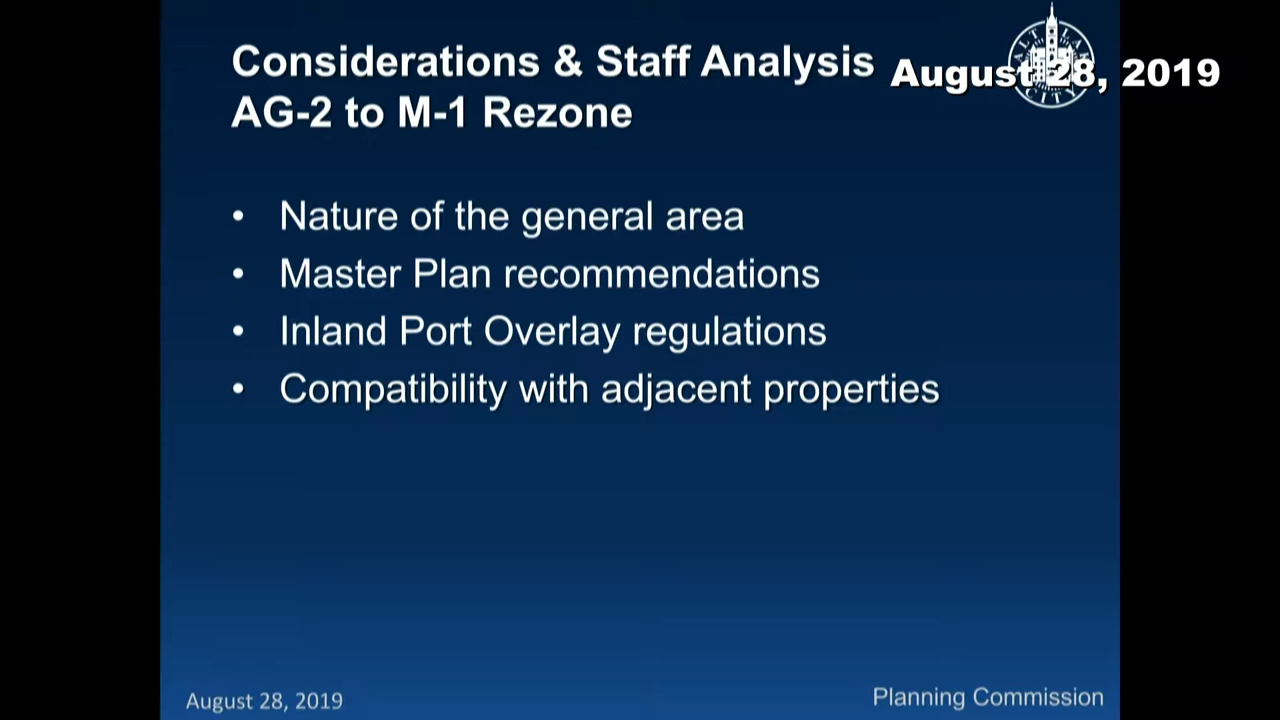 Considerations & Staff Analysis
AG-2 to M-1 Rezone
August 28, 2019
CITY
• Nature of the general area
• Master Plan recommendations
• Inland Port Overlay regulations
• Compatibility with adjacent properties
August 28, 2019
Planning Commission